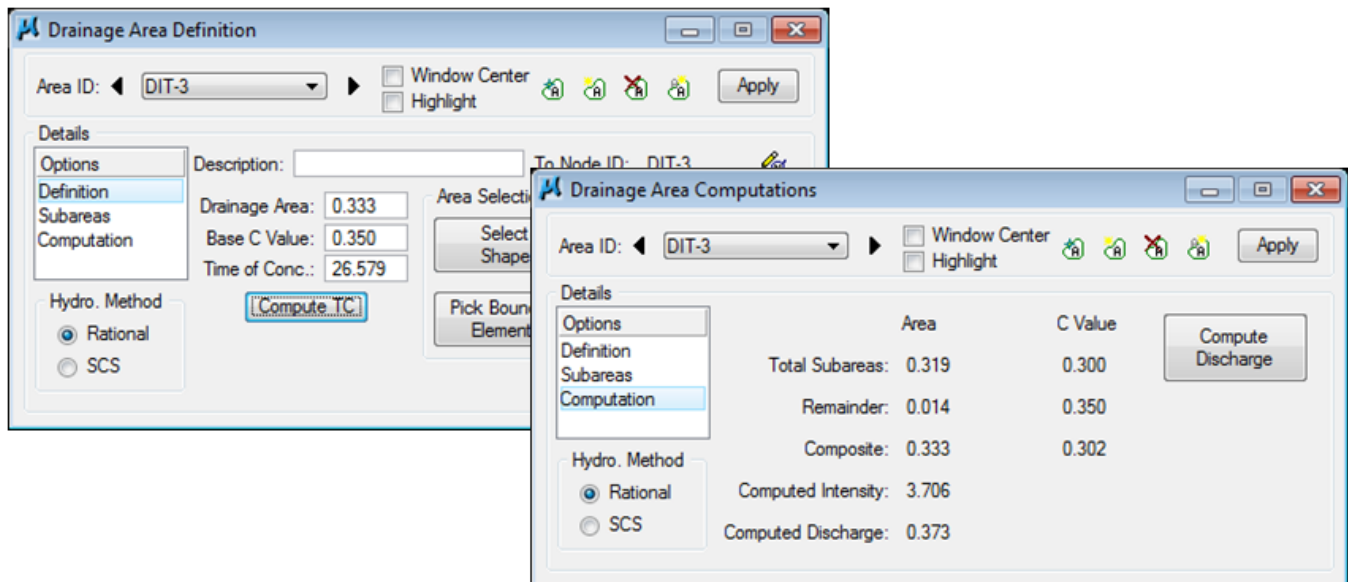 Drainage Area Definition
Area ID: DIT-3
Window Center
Highlight
Apply
Details
Options
Definition
Subareas
Computation
Description:
To Node ID: DIT-3
Drainage Area: 0.333
Base C Value: 0.350
Time of Conc.: 26.579
Compute TC
Area Selecti
Select
Shape
Pick Boun
Element
Hydro. Method
Rational
SCS
Drainage Area Computations
Area ID: DIT-3
Window Center
Highlight
Apply
Details
Options
Definition
Subareas
Computation
Area C Value
Total Subareas: 0.319 0.300
Remainder: 0.014 0.350
Composite: 0.333 0.302
Computed Intensity: 3.706
Computed Discharge: 0.373
Compute
Discharge
Hydro. Method
Rational
SCS